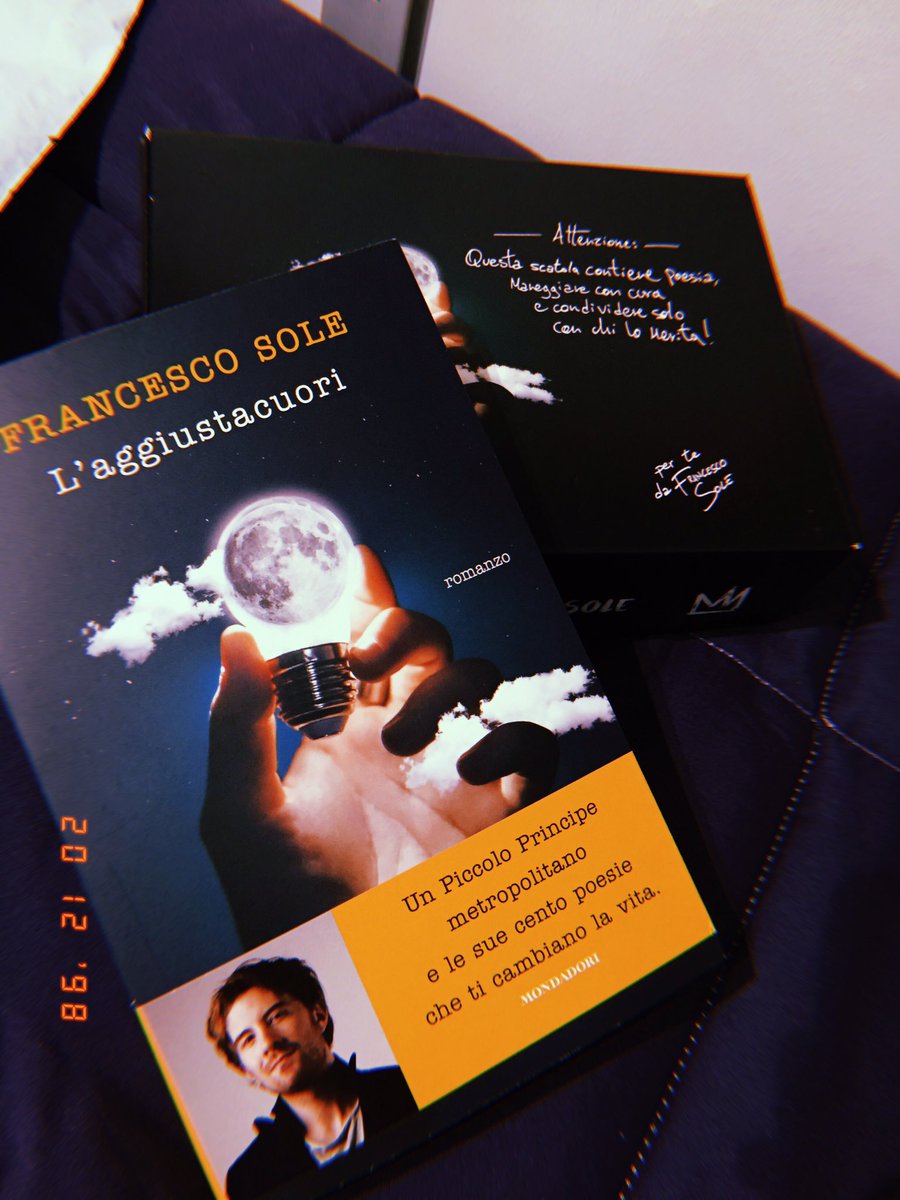 FRANCESCO SOLE
L'aggiustacuori
romanzo
Un Piccolo Principe
metropolitano
e le sue cento poesie
che ti cambiano la vita.
MONDADORI
Attenzione:
Questa scatola contiene poesia,
Maneggiare con cura
e condividere solo
con chi lo merita!
per te
da FRANCESCO
SOLE
SOLE
02 12 '98